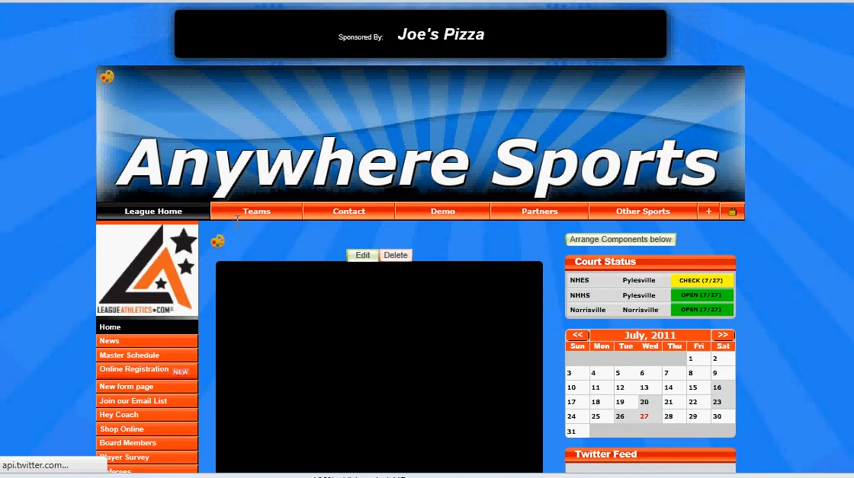 Sponsored By: Joe's Pizza
Anywhere Sports
League Home Teams Contact Demo Partners Other Sports +
LEAGUEATHLETICS.COM
Edit Delete
Arrange Components below
Court Status
NHES Pylesville CHECK (7/27)
NHHS Pylesville OPEN (7/27)
Norrisville Norrisville OPEN (7/27)
<< July, 2011 >>
Sun Mon Tue Wed Thu Fri Sat
1 2
3 4 5 6 7 8 9
10 11 12 13 14 15 16
17 18 19 20 21 22 23
24 25 26 27 28 29 30
31
Twitter Feed
Home
News
Master Schedule
Online Registration NEW
New form page
Join our Email List
Hey Coach
Shop Online
Board Members
Player Survey
api.twitter.com...